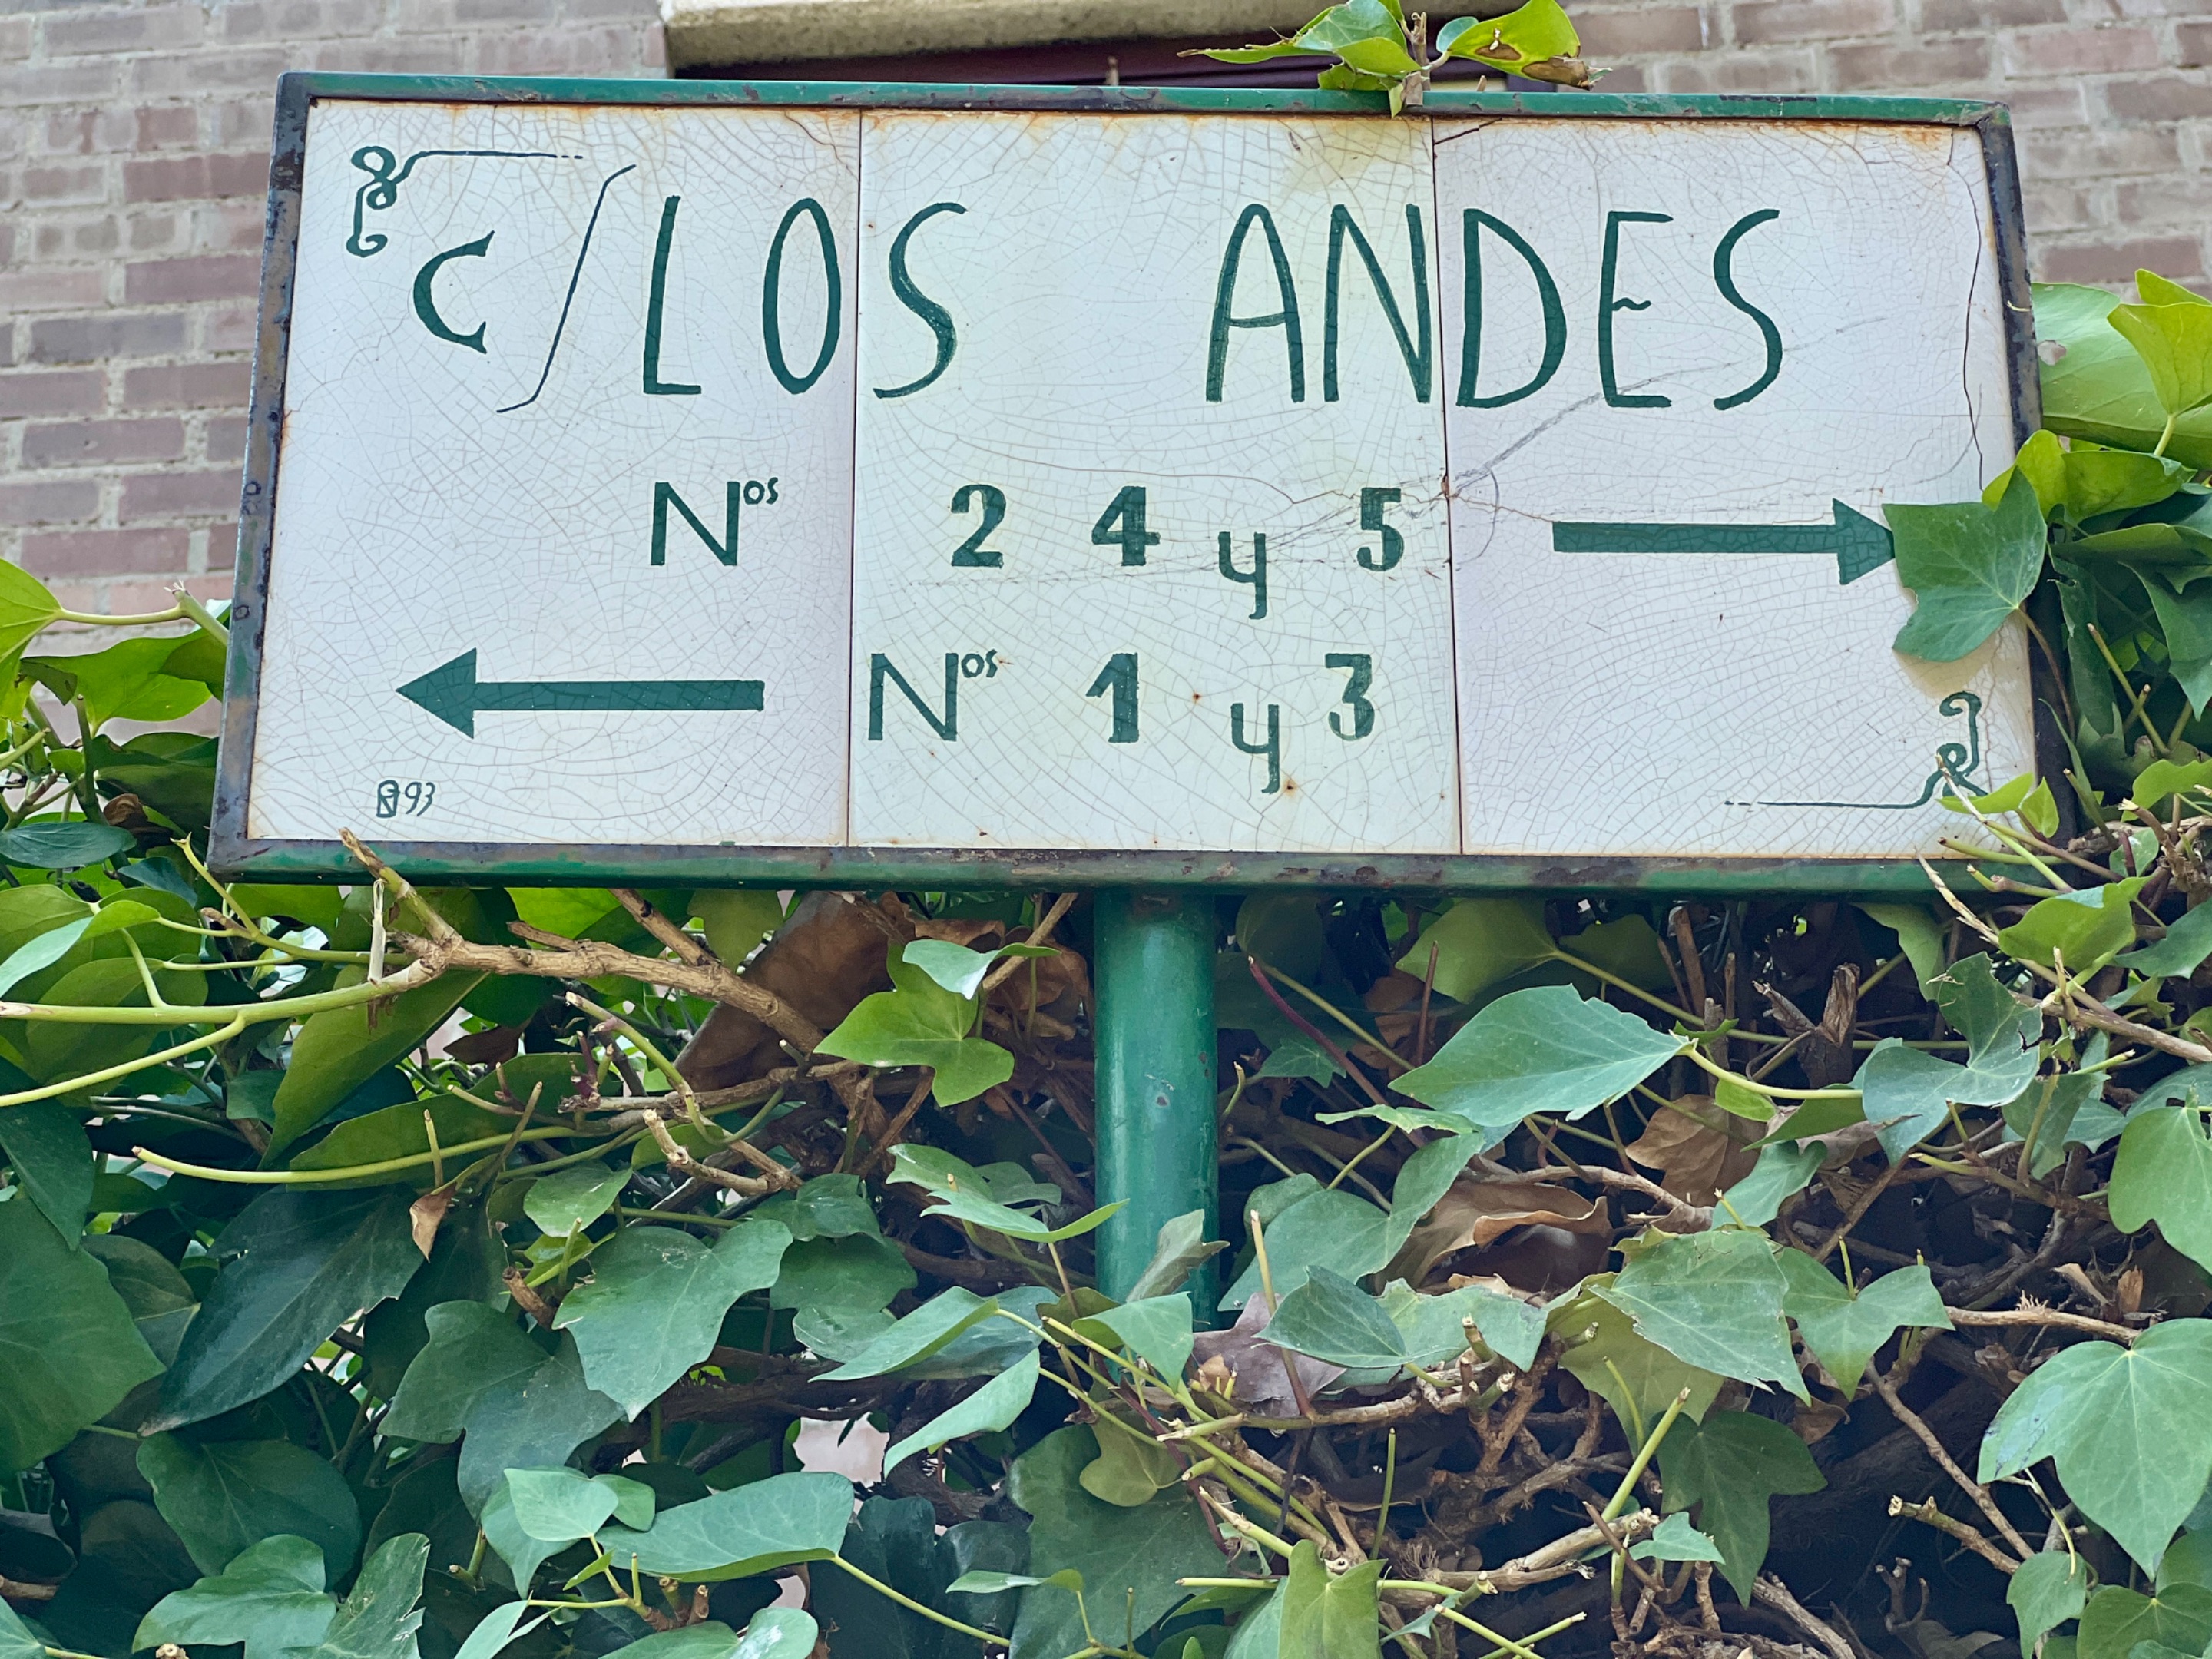 C/LOS ANDES
Nos 2 4 y 5
Nos 1 y 3
93